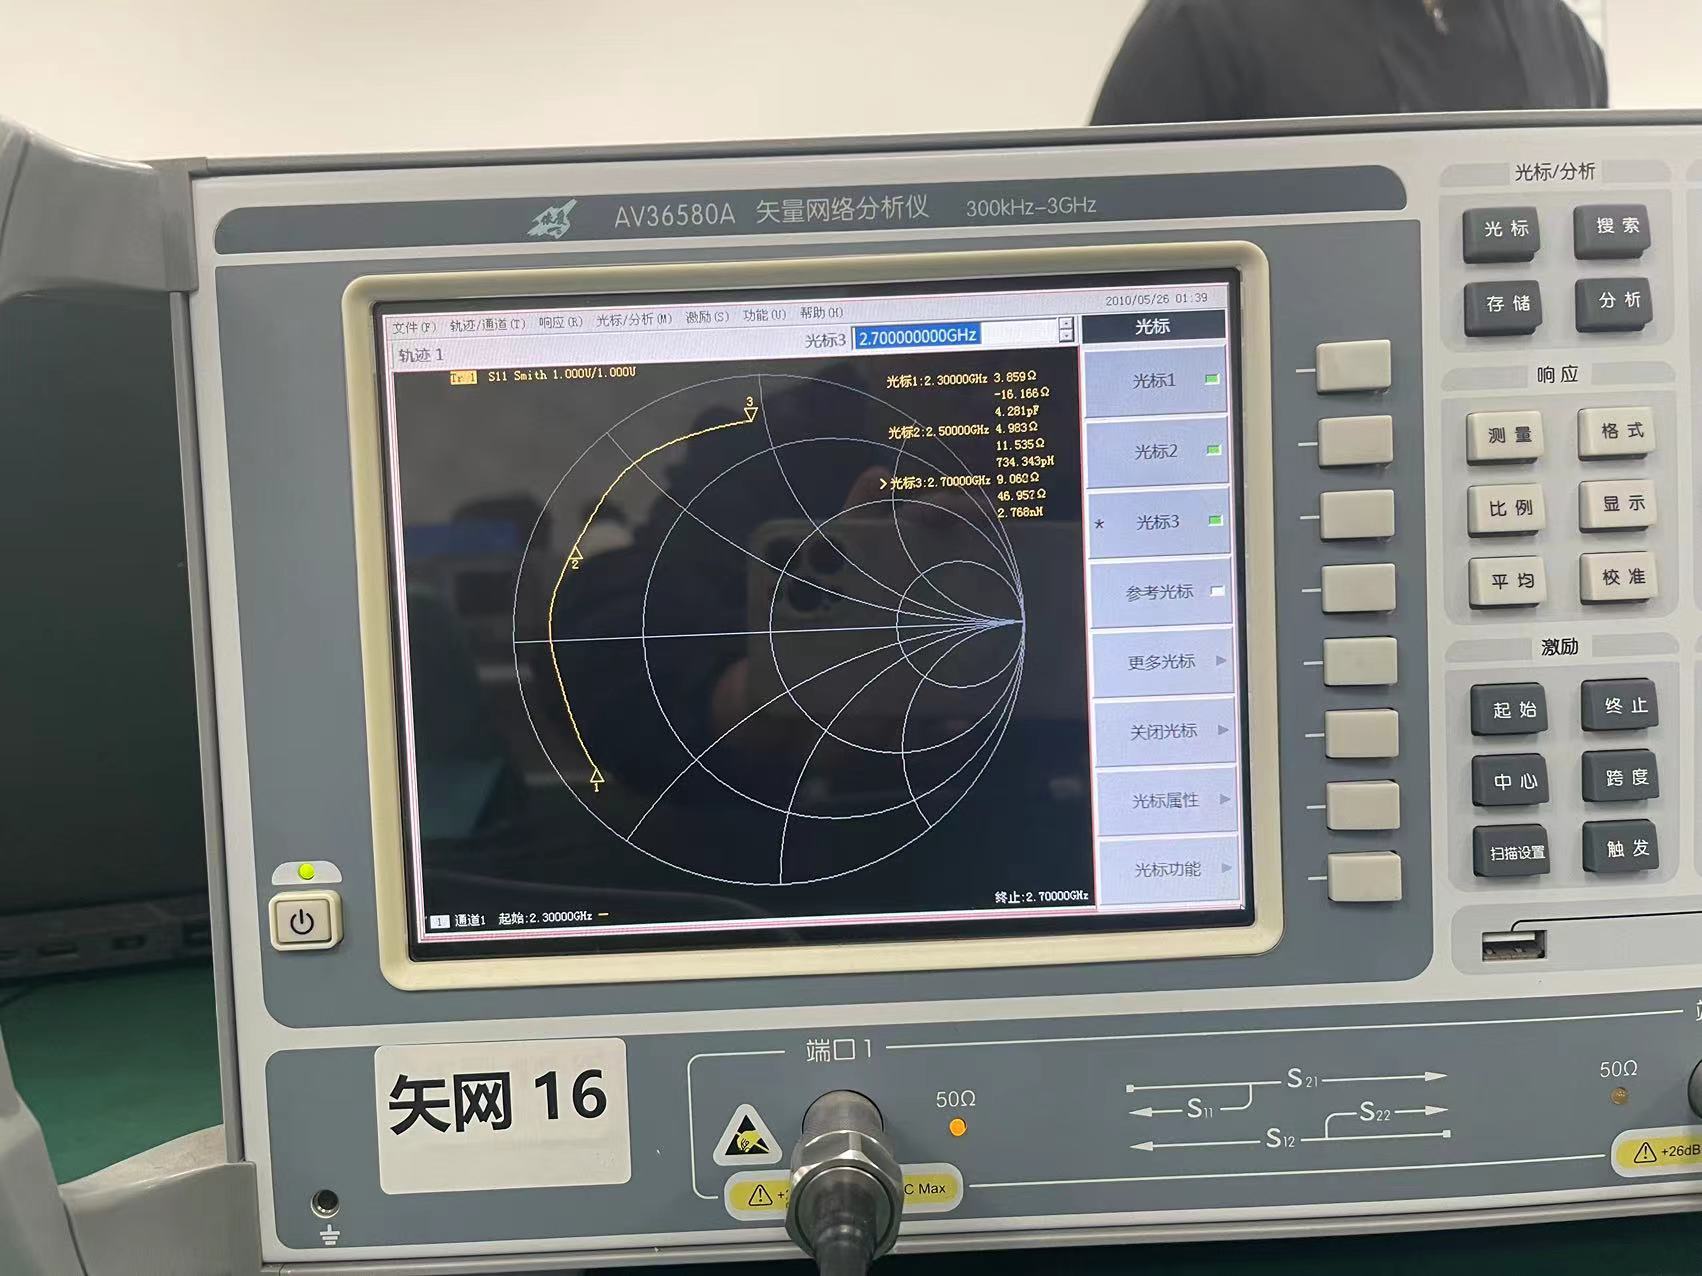 AV36580A 矢量网络分析仪 300kHz-3GHz
2010/05/26 01:39
文件(F) 轨迹/通道(T) 响应(R) 光标/分析(M) 激励(S) 功能(U) 帮助(H)
轨迹 1
光标3 2.700000000GHz
光标
Tr 1 S11 Smith 1.000U/1.000U
光标1:2.30000GHz 3.859Ω
-16.166Ω
4.281pF
光标2:2.50000GHz 4.983Ω
11.535Ω
734.343pH
>光标3:2.70000GHz
46.957Ω
2.768nH
3
2
1
光标1
光标2
* 光标3
参考光标
更多光标
关闭光标
光标属性
光标功能
1 通道1 起始:2.30000GHz
终止:2.70000GHz
光标/分析
光标 搜索
存储 分析
响应
测量 格式
比例 显示
平均 校准
激励
起始 终止
中心 跨度
扫描设置 触发
矢网 16
端口1
50Ω
C Max
S21
S11
S22
S12
50Ω
+26dB